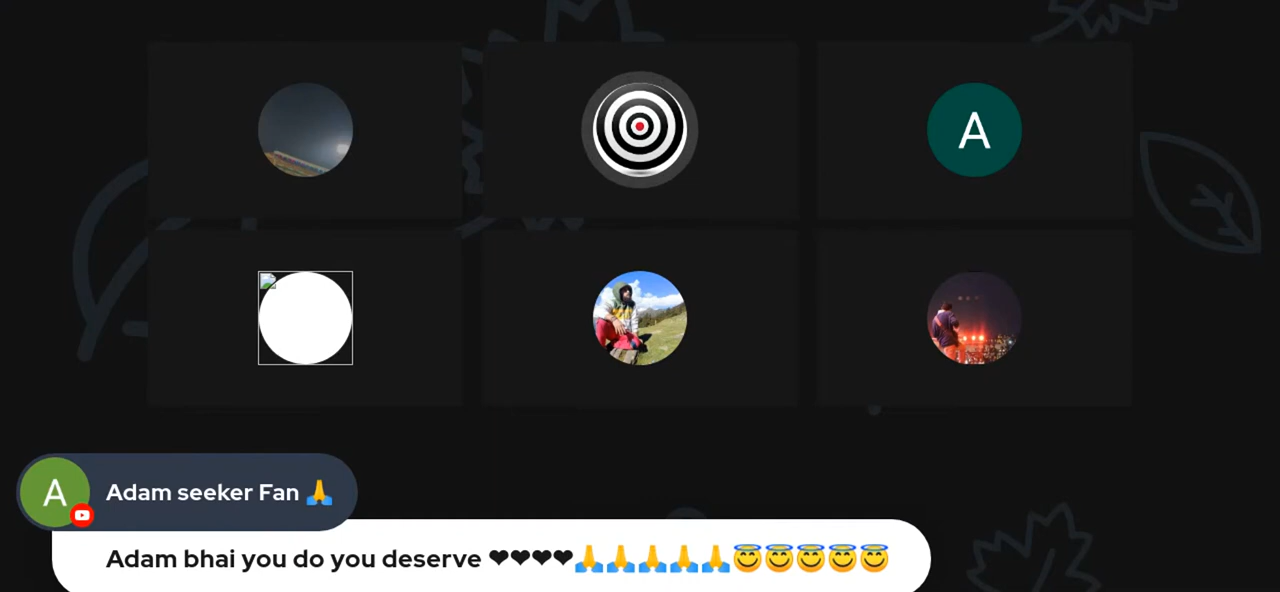 A
A
Adam seeker Fan 🙏
Adam bhai you do you deserve ❤❤❤❤🙏🙏🙏🙏🙏😇😇😇😇😇